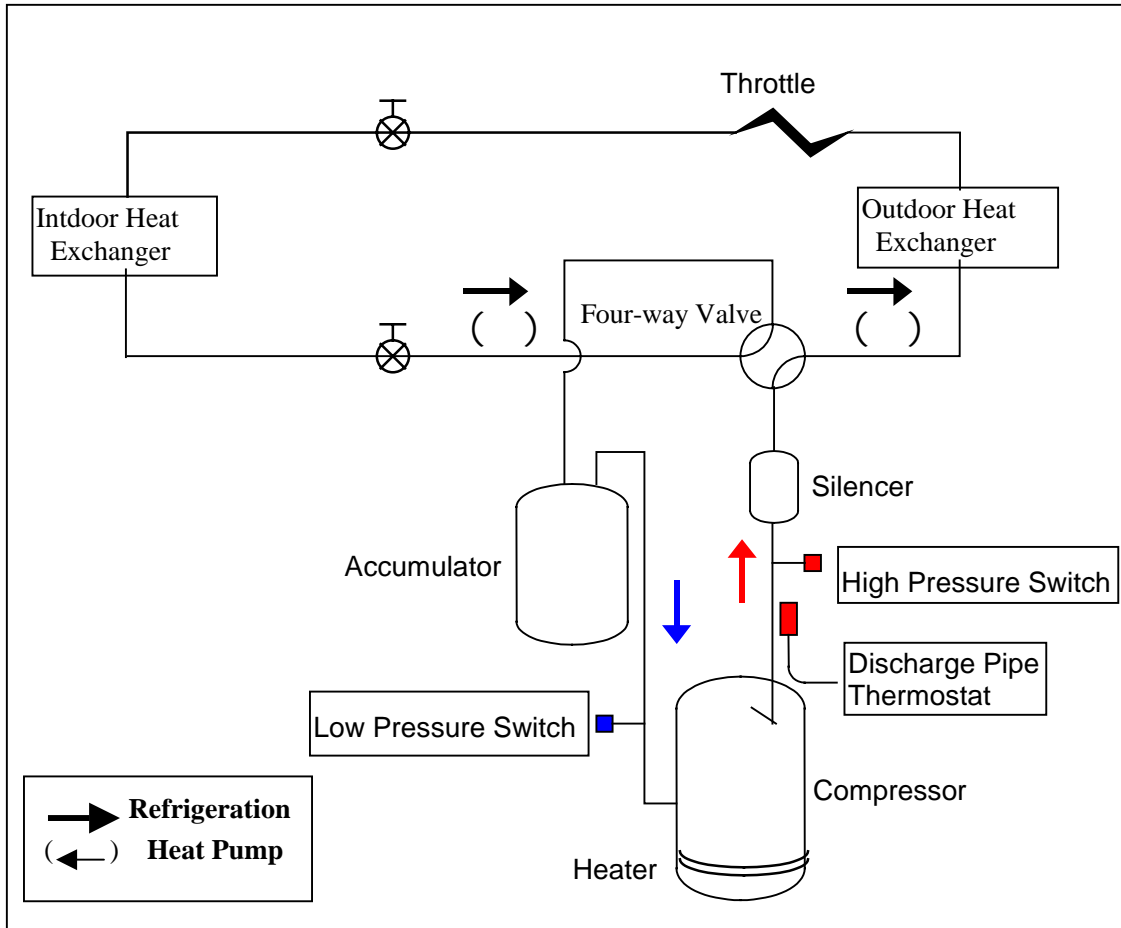 Throttle
Intdoor Heat
Exchanger
Outdoor Heat
Exchanger
( )
Four-way Valve
( )
Silencer
Accumulator
High Pressure Switch
Discharge Pipe
Thermostat
Low Pressure Switch
Compressor
Refrigeration
( ) Heat Pump
Heater